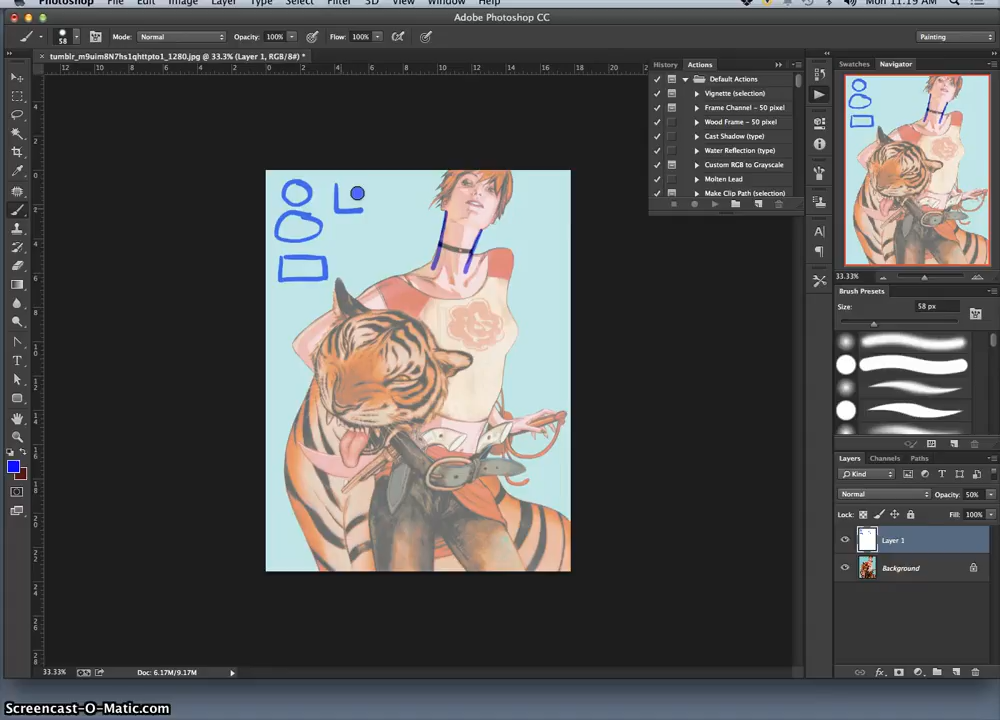 Photoshop File Edit Image Layer Type Select Filter 3D View Window Help Mon 11:19 AM
Adobe Photoshop CC
58 Mode: Normal Opacity: 100% Flow: 100% Painting
tumblr_m9uim8N7hs1qhttpto1_1280.jpg @ 33.3% (Layer 1, RGB/8#) *
History Actions
Swatches Navigator
Default Actions
Vignette (selection)
Frame Channel - 50 pixel
Wood Frame - 50 pixel
Cast Shadow (type)
Water Reflection (type)
Custom RGB to Grayscale
Molten Lead
Make Clip Path (selection)
33.33%
Brush Presets
Size: 58 px
Layers Channels Paths
Kind
Normal Opacity: 50%
Lock: Fill: 100%
Layer 1
Background
33.33% Doc: 6.17M/9.17M
Screencast-O-Matic.com